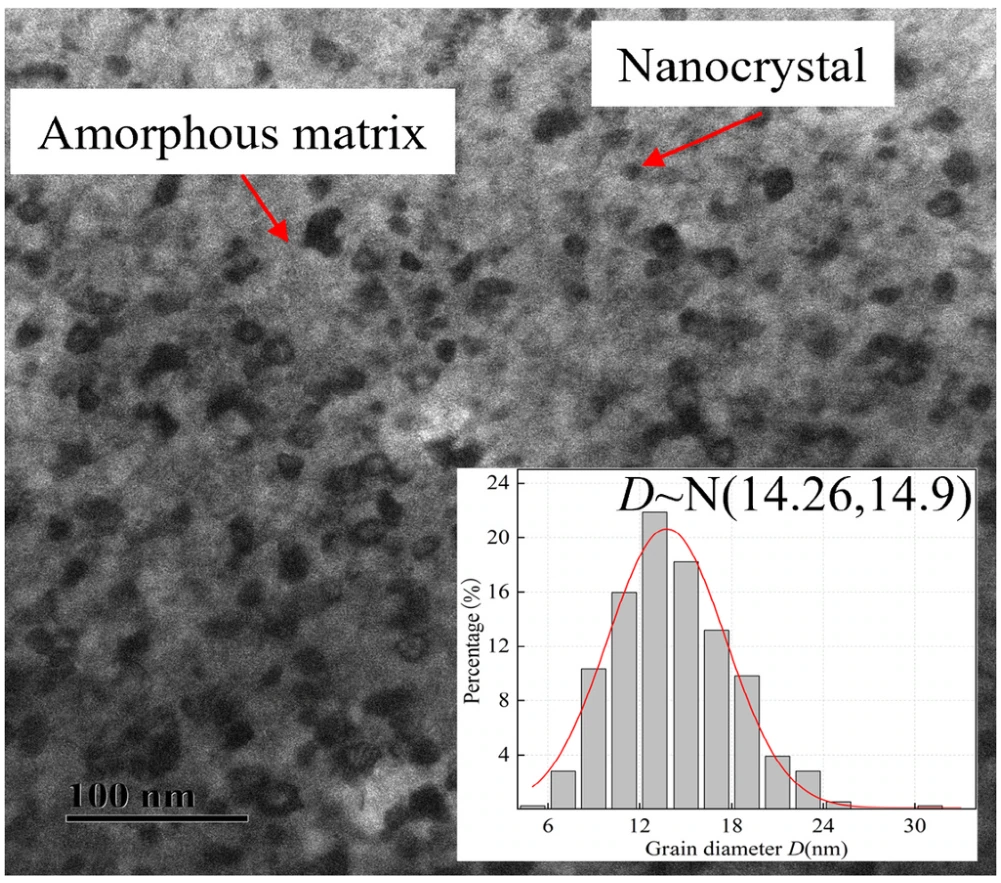 Nanocrystal
Amorphous matrix
D~N(14.26,14.9)
24
20
16
12
8
4
Percentage(%)
6 12 18 24 30
Grain diameter D(nm)
100 nm